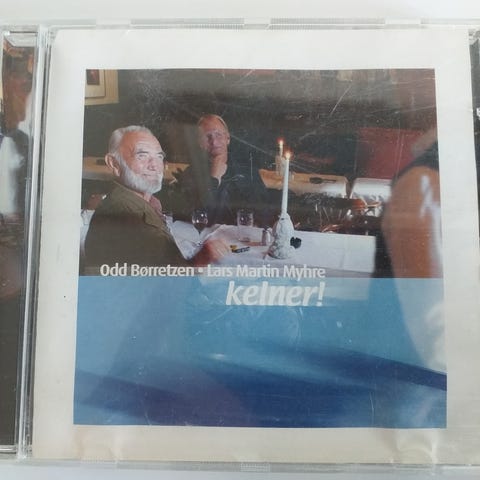 Odd Børretzen • Lars Martin Myhre
kelner!